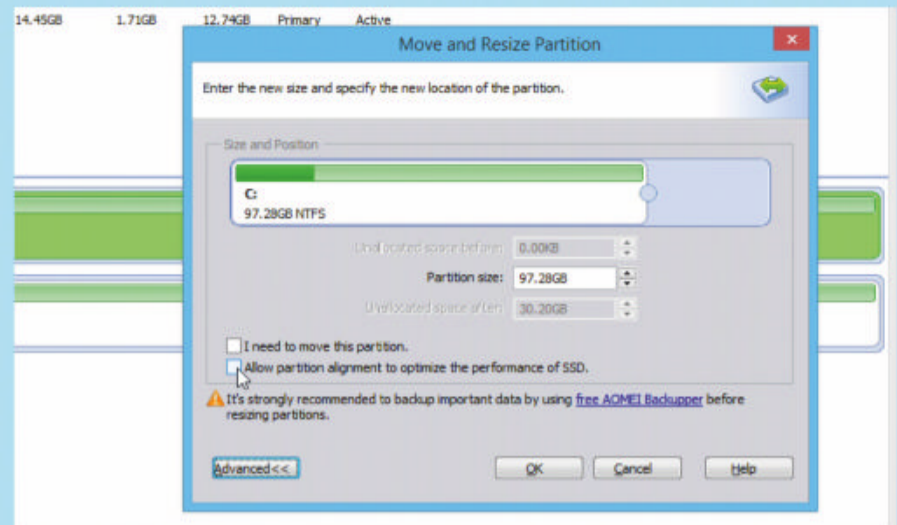 14.45GB 1.71GB 12.74GB Primary Active
Move and Resize Partition
Enter the new size and specify the new location of the partition.
Size and Position
C:
97.28GB NTFS
Unallocated space before: 0.00KB
Partition size: 97.28GB
Unallocated space after: 30.20GB
I need to move this partition.
Allow partition alignment to optimize the performance of SSD.
It's strongly recommended to backup important data by using free AOMEI Backupper before
resizing partitions.
Advanced<< OK Cancel Help